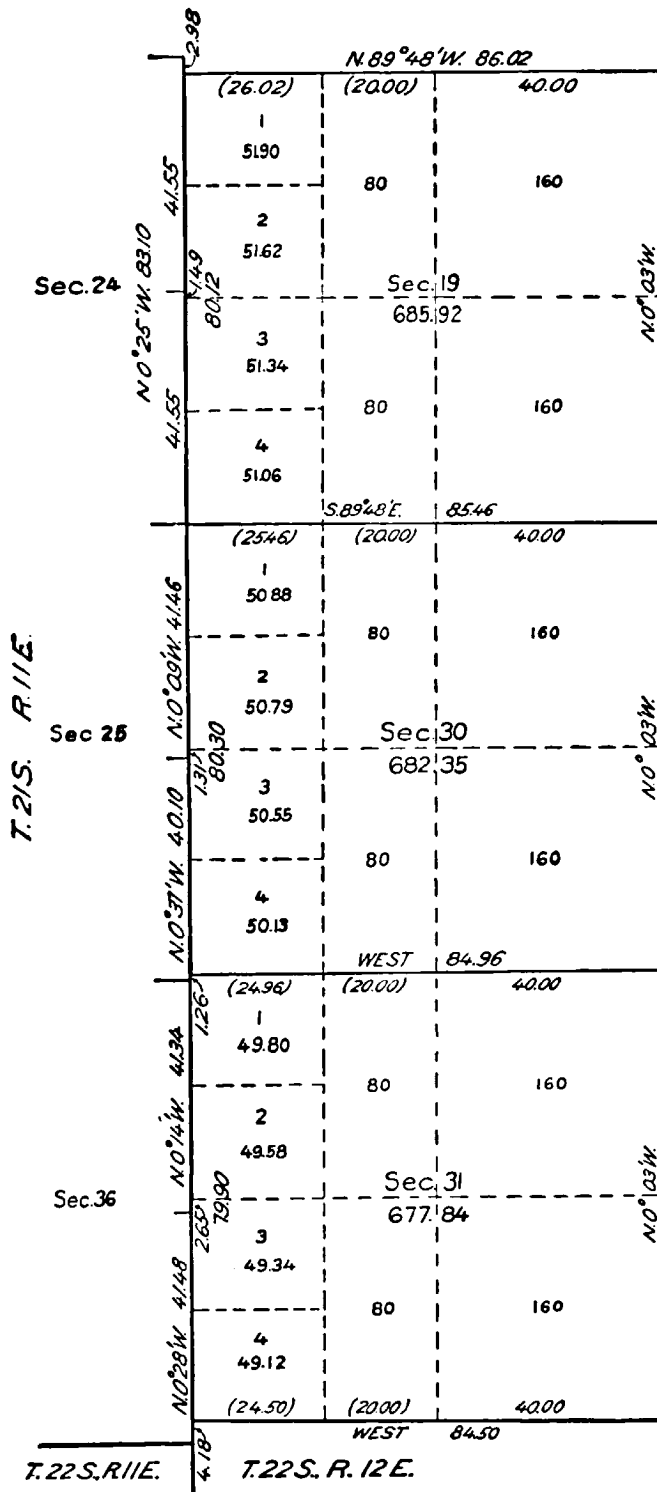 2.98
N.89°48'W. 86.02
(26.02) (20.00) 40.00
1
51.90
80 160
41.55
2
51.62
N.0°25'W. 83.10
Sec. 24
1.49
80.12
Sec. 19
685.92
N.0°03'W.
3
51.34
80 160
41.55
4
51.06
S.89°48'E. 85.46
(25.46) (20.00) 40.00
1
50.88
N.0°09'W. 41.46
80 160
2
50.79
T.21S. R.11E.
Sec 25
1.31
80.30
Sec. 30
682.35
N.0°03'W.
3
50.55
N.0°31'W. 40.10
80 160
4
50.13
WEST 84.96
(24.96) (20.00) 40.00
1.26
1
49.80
N.0°14'W. 41.34
80 160
2
49.58
Sec. 36
2.65
79.90
Sec. 31
677.84
N.0°03'W.
3
49.34
N.0°28'W. 41.48
80 160
4
49.12
(24.50) (20.00) 40.00
WEST 84.50
4.18
T.22S., R11E. T.22S., R.12E.